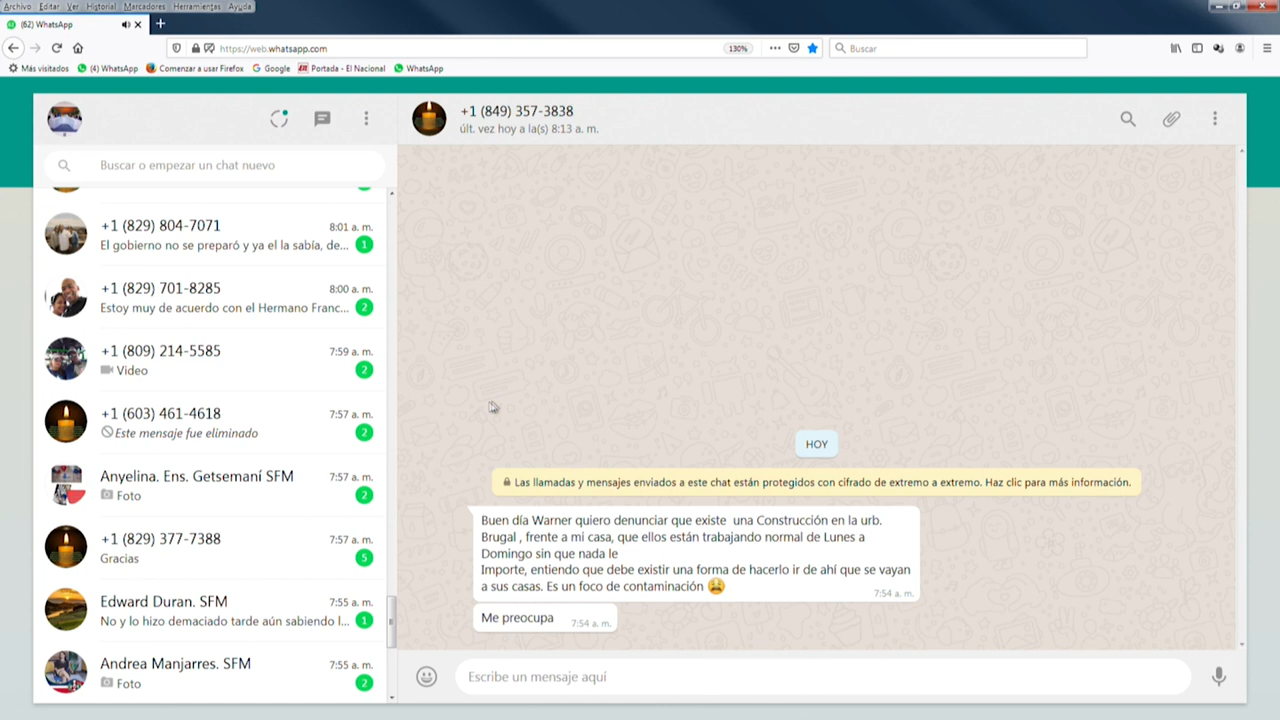 Archivo Editar Ver Historial Marcadores Herramientas Ayuda
(62) WhatsApp
https://web.whatsapp.com
130%
Buscar
Más visitados
(4) WhatsApp
Comenzar a usar Firefox
Google
Portada - El Nacional
WhatsApp
+1 (849) 357-3838
últ. vez hoy a la(s) 8:13 a. m.
Buscar o empezar un chat nuevo
+1 (829) 804-7071
8:01 a. m.
El gobierno no se preparó y ya el la sabía, de...
1
+1 (829) 701-8285
8:00 a. m.
Estoy muy de acuerdo con el Hermano Franc...
2
+1 (809) 214-5585
7:59 a. m.
Video
2
+1 (603) 461-4618
7:57 a. m.
Este mensaje fue eliminado
2
Anyelina. Ens. Getsemaní SFM
7:57 a. m.
Foto
2
+1 (829) 377-7388
7:57 a. m.
Gracias
5
Edward Duran. SFM
7:55 a. m.
No y lo hizo demaciado tarde aún sabiendo l...
1
Andrea Manjarres. SFM
7:55 a. m.
Foto
2
HOY
Las llamadas y mensajes enviados a este chat están protegidos con cifrado de extremo a extremo. Haz clic para más información.
Buen día Warner quiero denunciar que existe  una Construcción en la urb.
Brugal , frente a mi casa, que ellos están trabajando normal de Lunes a
Domingo sin que nada le
Importe, entiendo que debe existir una forma de hacerlo ir de ahí que se vayan
a sus casas. Es un foco de contaminación 😫
7:54 a. m.
Me preocupa
7:54 a. m.
Escribe un mensaje aquí